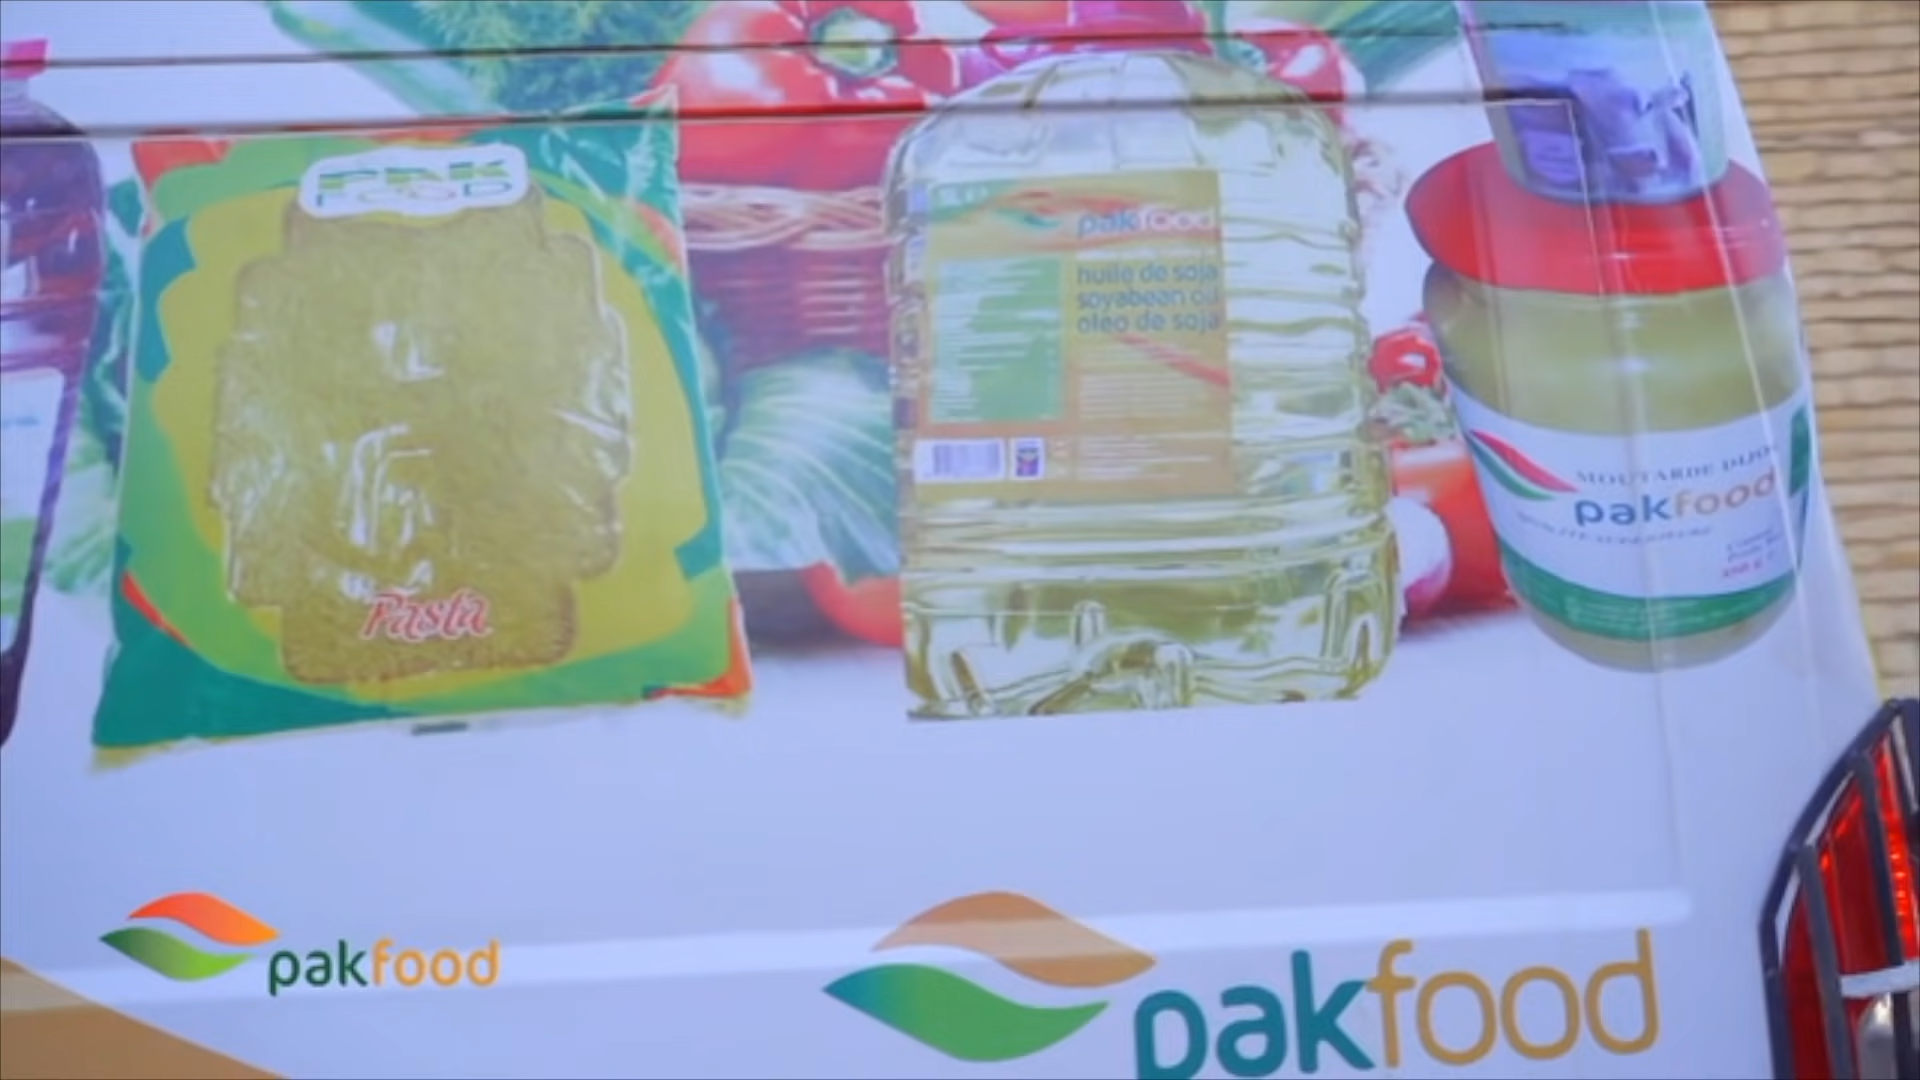 PAK
FOOD
Pasta
pakfood
huile de soja
soyabean oil
oleo de soja
MOUTARDE DIJON
pakfood
pakfood
pakfood